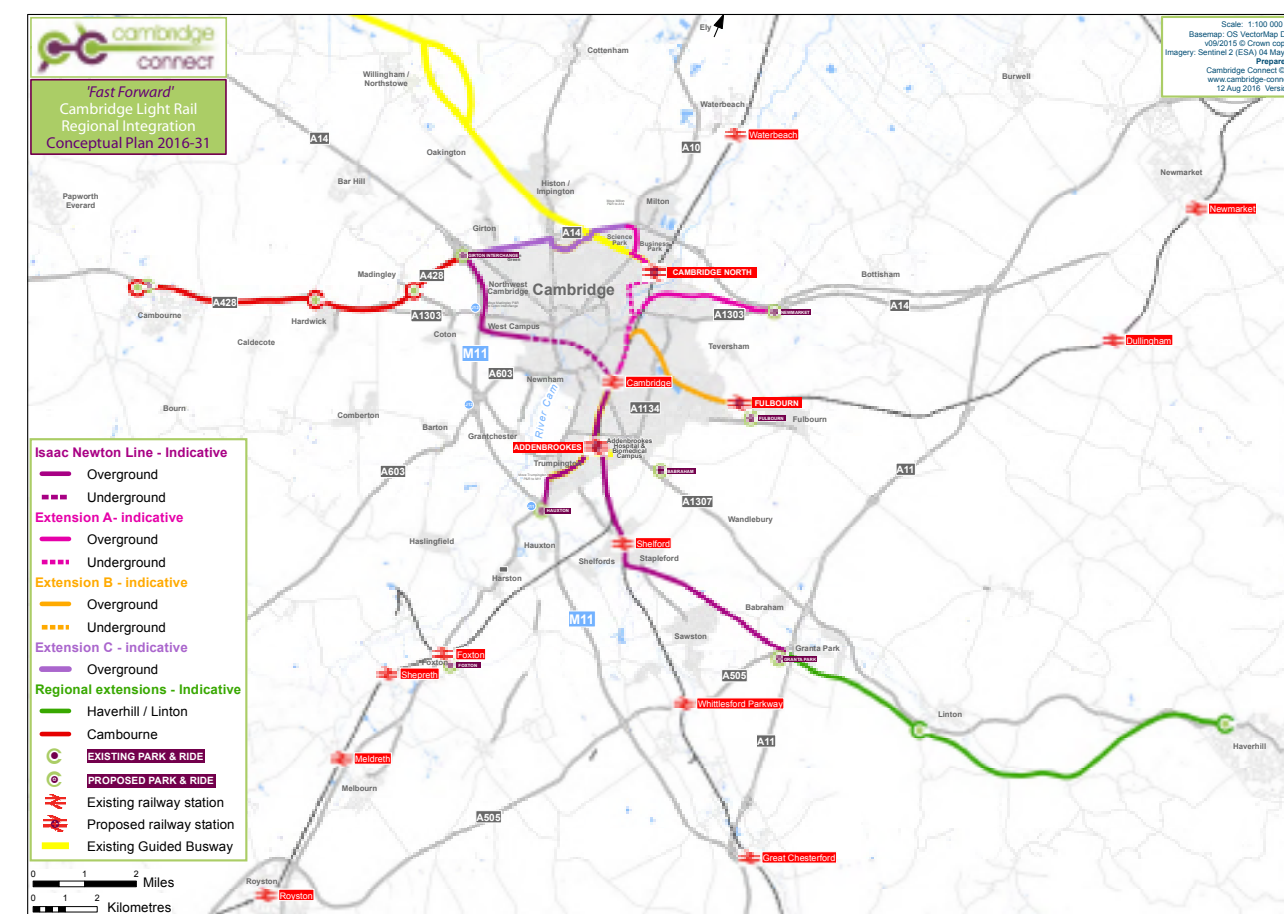 cambridge
connect
'Fast Forward'
Cambridge Light Rail
Regional Integration
Conceptual Plan 2016-31
Scale: 1:100 000
Basemap: OS VectorMap D
v09/2015 © Crown cop
Imagery: Sentinel 2 (ESA) 04 May
Prepare
Cambridge Connect ©
www.cambridge-conn
12 Aug 2016 Versi
Ely
Cottenham
Willingham /
Northstowe
Burwell
Waterbeach
Waterbeach
A14
A10
Oakington
Bar Hill
Histon /
Impington
Newmarket
Papworth
Everard
Milton
Newmarket
Girton
A14
Science
Park
Business
Park
GIRTON INTERCHANGE
Madingley
A428
CAMBRIDGE NORTH
Bottisham
Northwest
Cambridge
Cambridge
A428
A14
Cambourne
Hardwick
A1303
A1303
NEWMARKET
Coton
West Campus
Caldecote
Teversham
Dullingham
M11
A603
Newnham
Cambridge
River Cam
FULBOURN
Bourn
Comberton
A1134
FULBOURN
Fulbourn
Barton
Grantchester
ADDENBROOKES
Addenbrookes
Hospital &
Biomedical
Campus
Trumpington
A603
BABRAHAM
A11
A1307
HAUXTON
Wandlebury
Haslingfield
Hauxton
Shelford
Shelfords
Stapleford
Harston
M11
Babraham
Sawston
Granta Park
GRANTA PARK
Foxton
Foxton
FOXTON
Shepreth
A505
Whittlesford Parkway
Linton
A11
Haverhill
Meldreth
Melbourn
A505
Great Chesterford
Royston
Royston
Isaac Newton Line - Indicative
Overground
Underground
Extension A- indicative
Overground
Underground
Extension B - indicative
Overground
Underground
Extension C - indicative
Overground
Regional extensions - Indicative
Haverhill / Linton
Cambourne
EXISTING PARK & RIDE
PROPOSED PARK & RIDE
Existing railway station
Proposed railway station
Existing Guided Busway
0 1 2 Miles
0 1 2 Kilometres